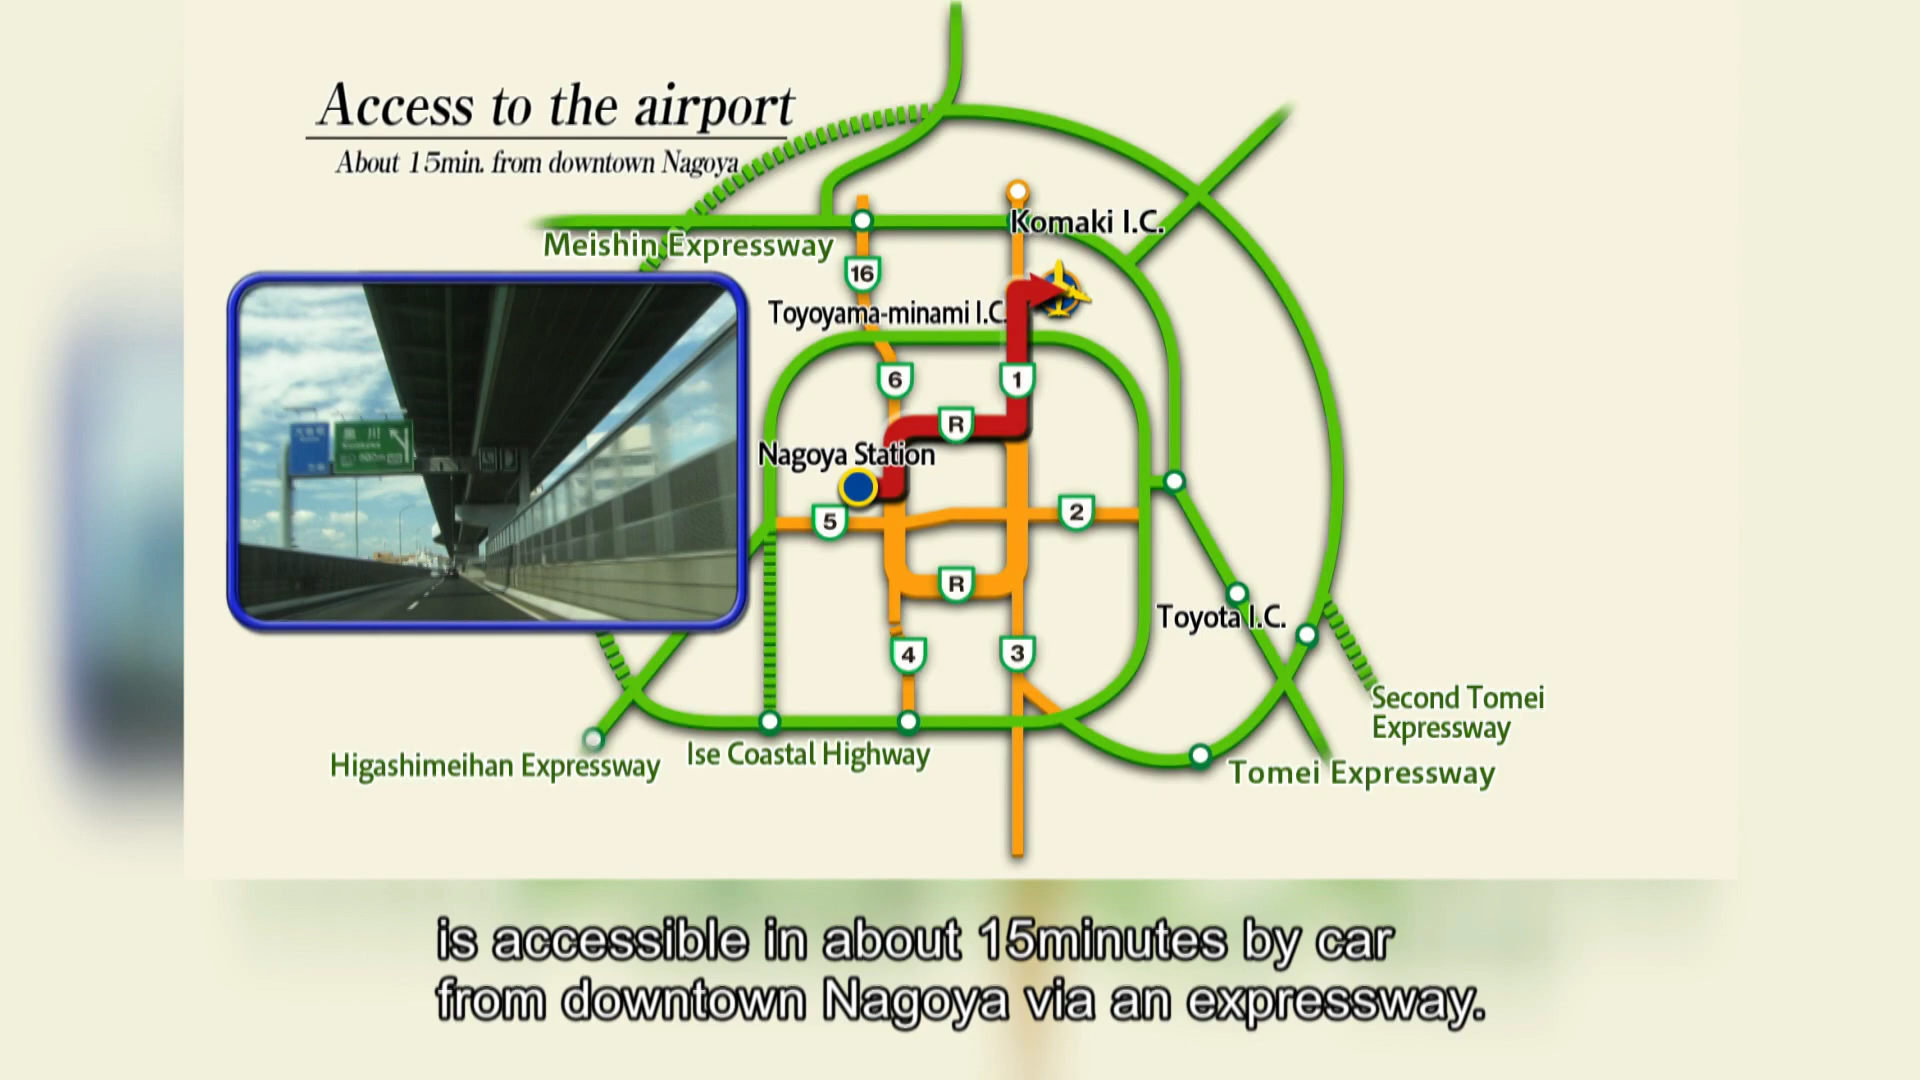 Access to the airport
About 15min. from downtown Nagoya
Komaki I.C.
Meishin Expressway
16
Toyoyama-minami I.C.
6
1
R
Nagoya Station
5
2
R
Toyota I.C.
4
3
Second Tomei
Expressway
Ise Coastal Highway
Higashimeihan Expressway
Tomei Expressway
is accessible in about 15minutes by car
from downtown Nagoya via an expressway.